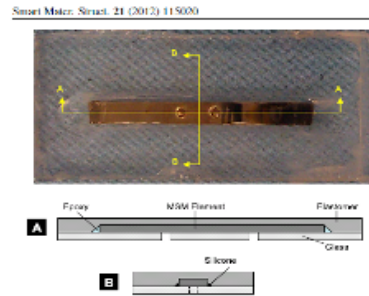 Smart Mater. Struct. 21 (2012) 115020
B
A A
B
Epoxy MSM Element Elastomer
A
Glass
Silicone
B